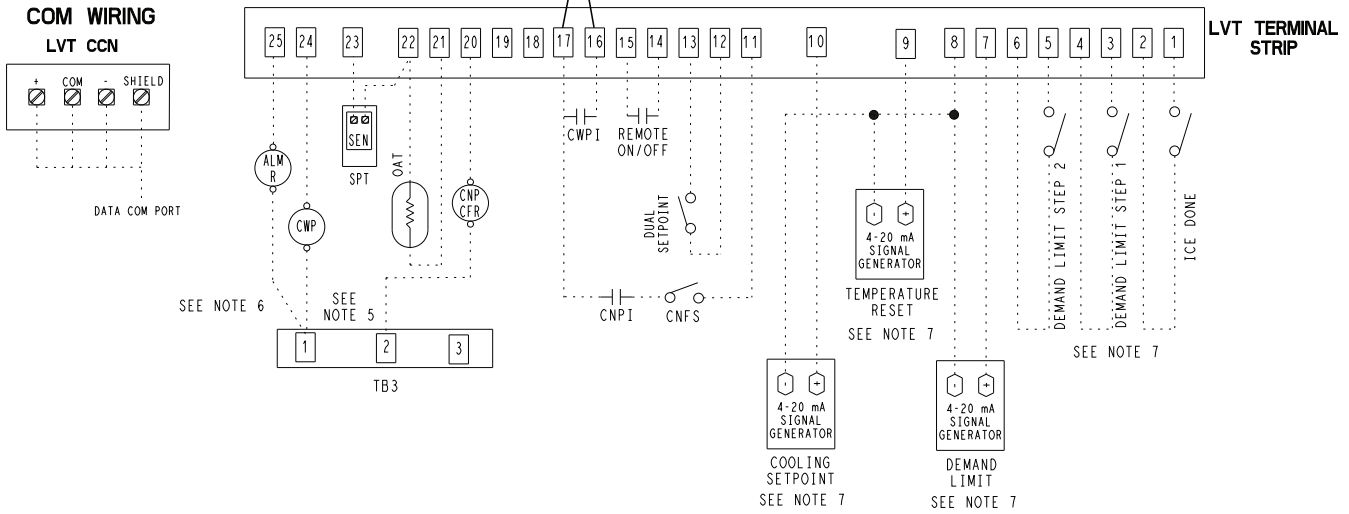 COM WIRING
LVT CCN
+ COM - SHIELD
DATA COM PORT
25 24 23 22 21 20 19 18 17 16 15 14 13 12 11 10 9 8 7 6 5 4 3 2 1
LVT TERMINAL
STRIP
ALM
R
CWP
SEN
SPT
OAT
CNP
CFR
CWPI
REMOTE
ON/OFF
DUAL
SETPOINT
CNPI
CNFS
- +
4-20 mA
SIGNAL
GENERATOR
TEMPERATURE
RESET
SEE NOTE 7
DEMAND LIMIT STEP 2
DEMAND LIMIT STEP 1
ICE DONE
SEE NOTE 7
SEE NOTE 6
SEE
NOTE 5
1 2 3
TB3
- +
4-20 mA
SIGNAL
GENERATOR
COOLING
SETPOINT
SEE NOTE 7
- +
4-20 mA
SIGNAL
GENERATOR
DEMAND
LIMIT
SEE NOTE 7